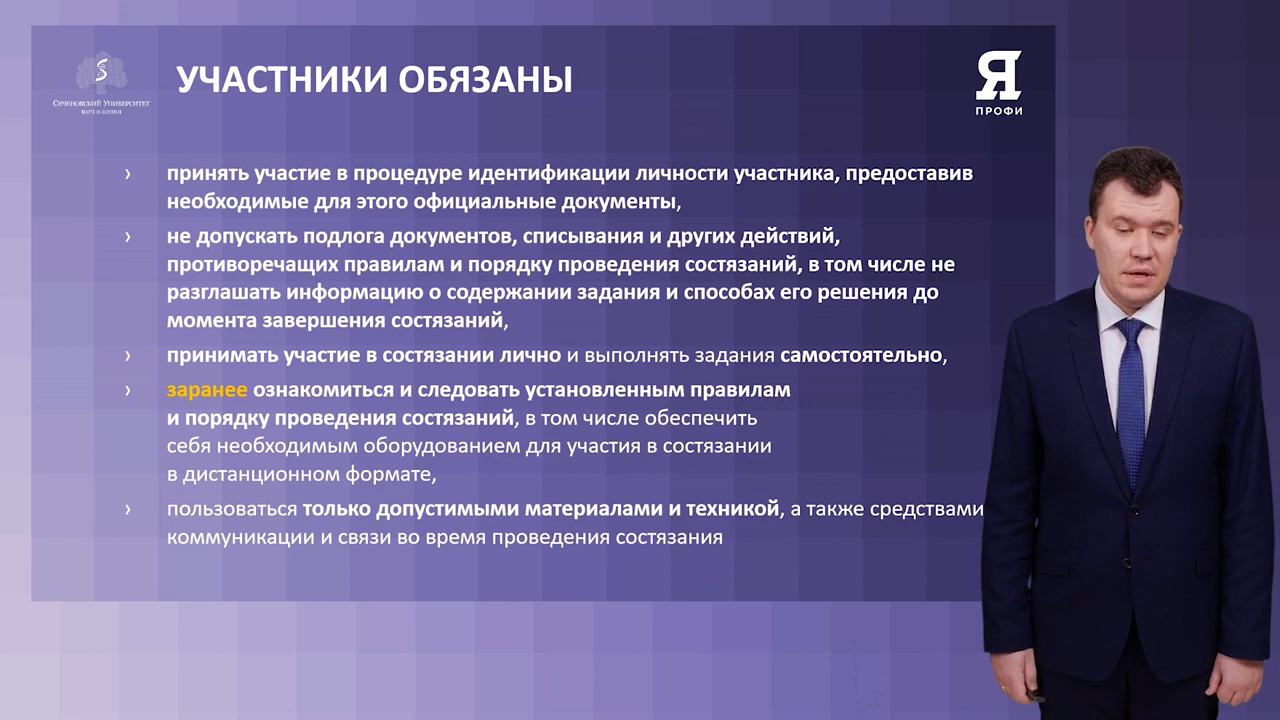 Сеченовский Университет
УЧАСТНИКИ ОБЯЗАНЫ
Я
ПРОФИ
› принять участие в процедуре идентификации личности участника, предоставив
необходимые для этого официальные документы,
› не допускать подлога документов, списывания и других действий,
противоречащих правилам и порядку проведения состязаний, в том числе не
разглашать информацию о содержании задания и способах его решения до
момента завершения состязаний,
› принимать участие в состязании лично и выполнять задания самостоятельно,
› заранее ознакомиться и следовать установленным правилам
и порядку проведения состязаний, в том числе обеспечить
себя необходимым оборудованием для участия в состязании
в дистанционном формате,
› пользоваться только допустимыми материалами и техникой, а также средствами
коммуникации и связи во время проведения состязания